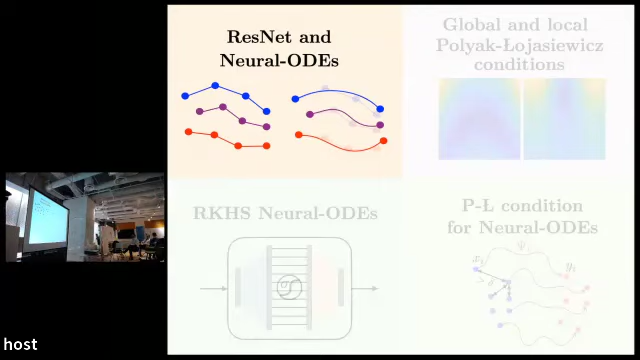 ResNet and
Neural-ODEs
Global and local
Polyak-Łojasiewicz
conditions
RKHS Neural-ODEs
P-Ł condition
for Neural-ODEs
host